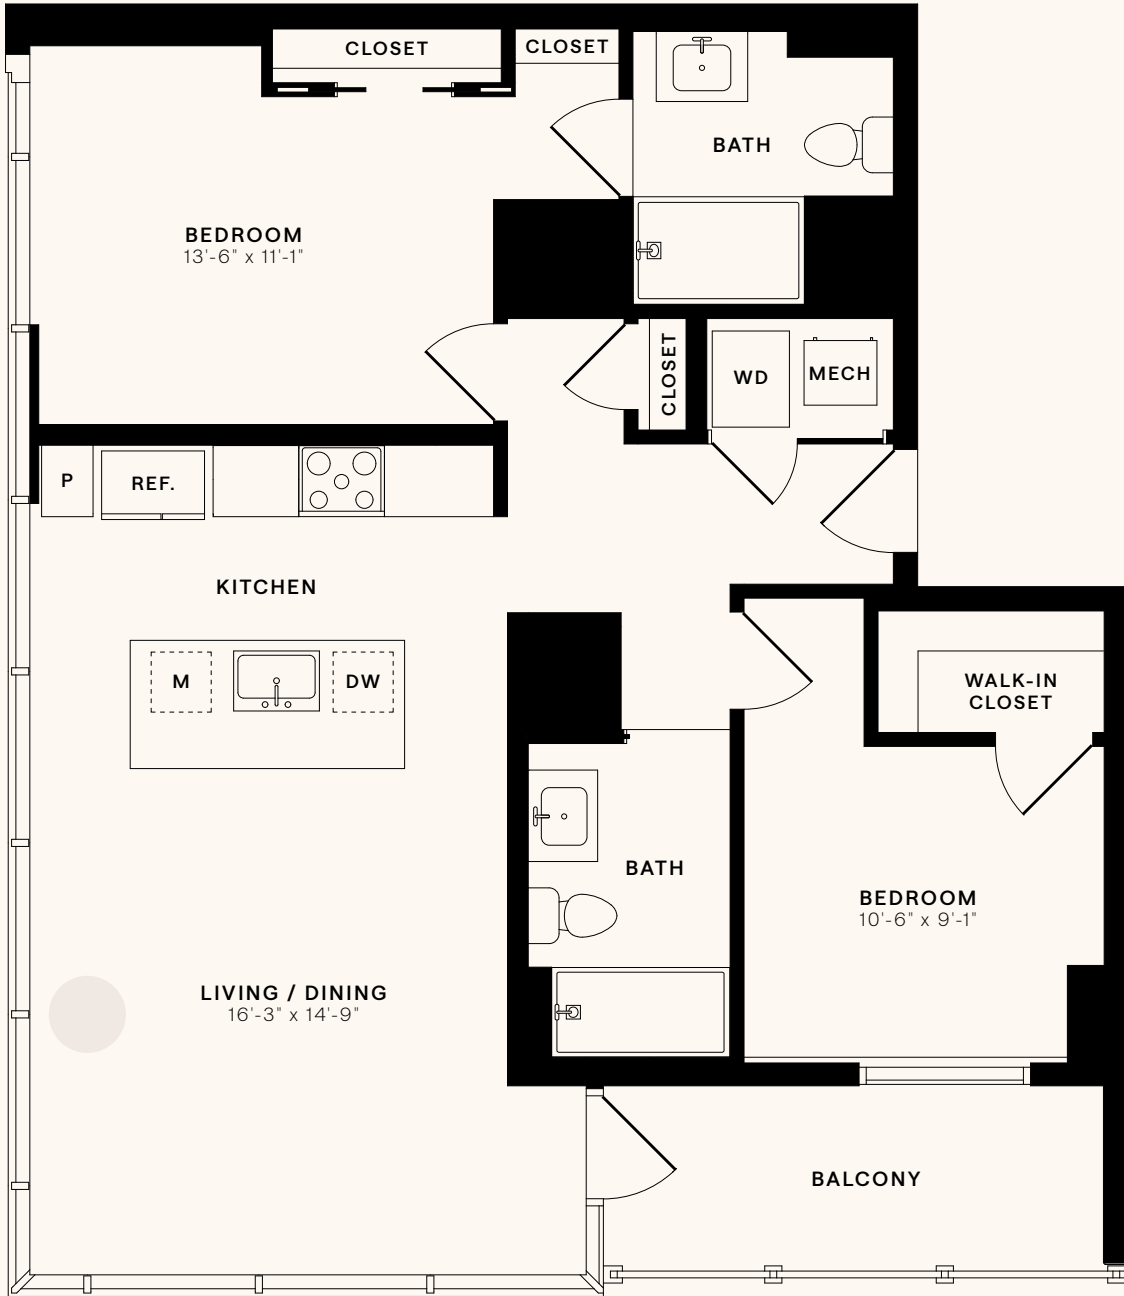 CLOSET
CLOSET
BATH
BEDROOM
13'-6" x 11'-1"
CLOSET
WD
MECH
P
REF.
KITCHEN
M
DW
WALK-IN
CLOSET
BATH
BEDROOM
10'-6" x 9'-1"
LIVING / DINING
16'-3" x 14'-9"
BALCONY